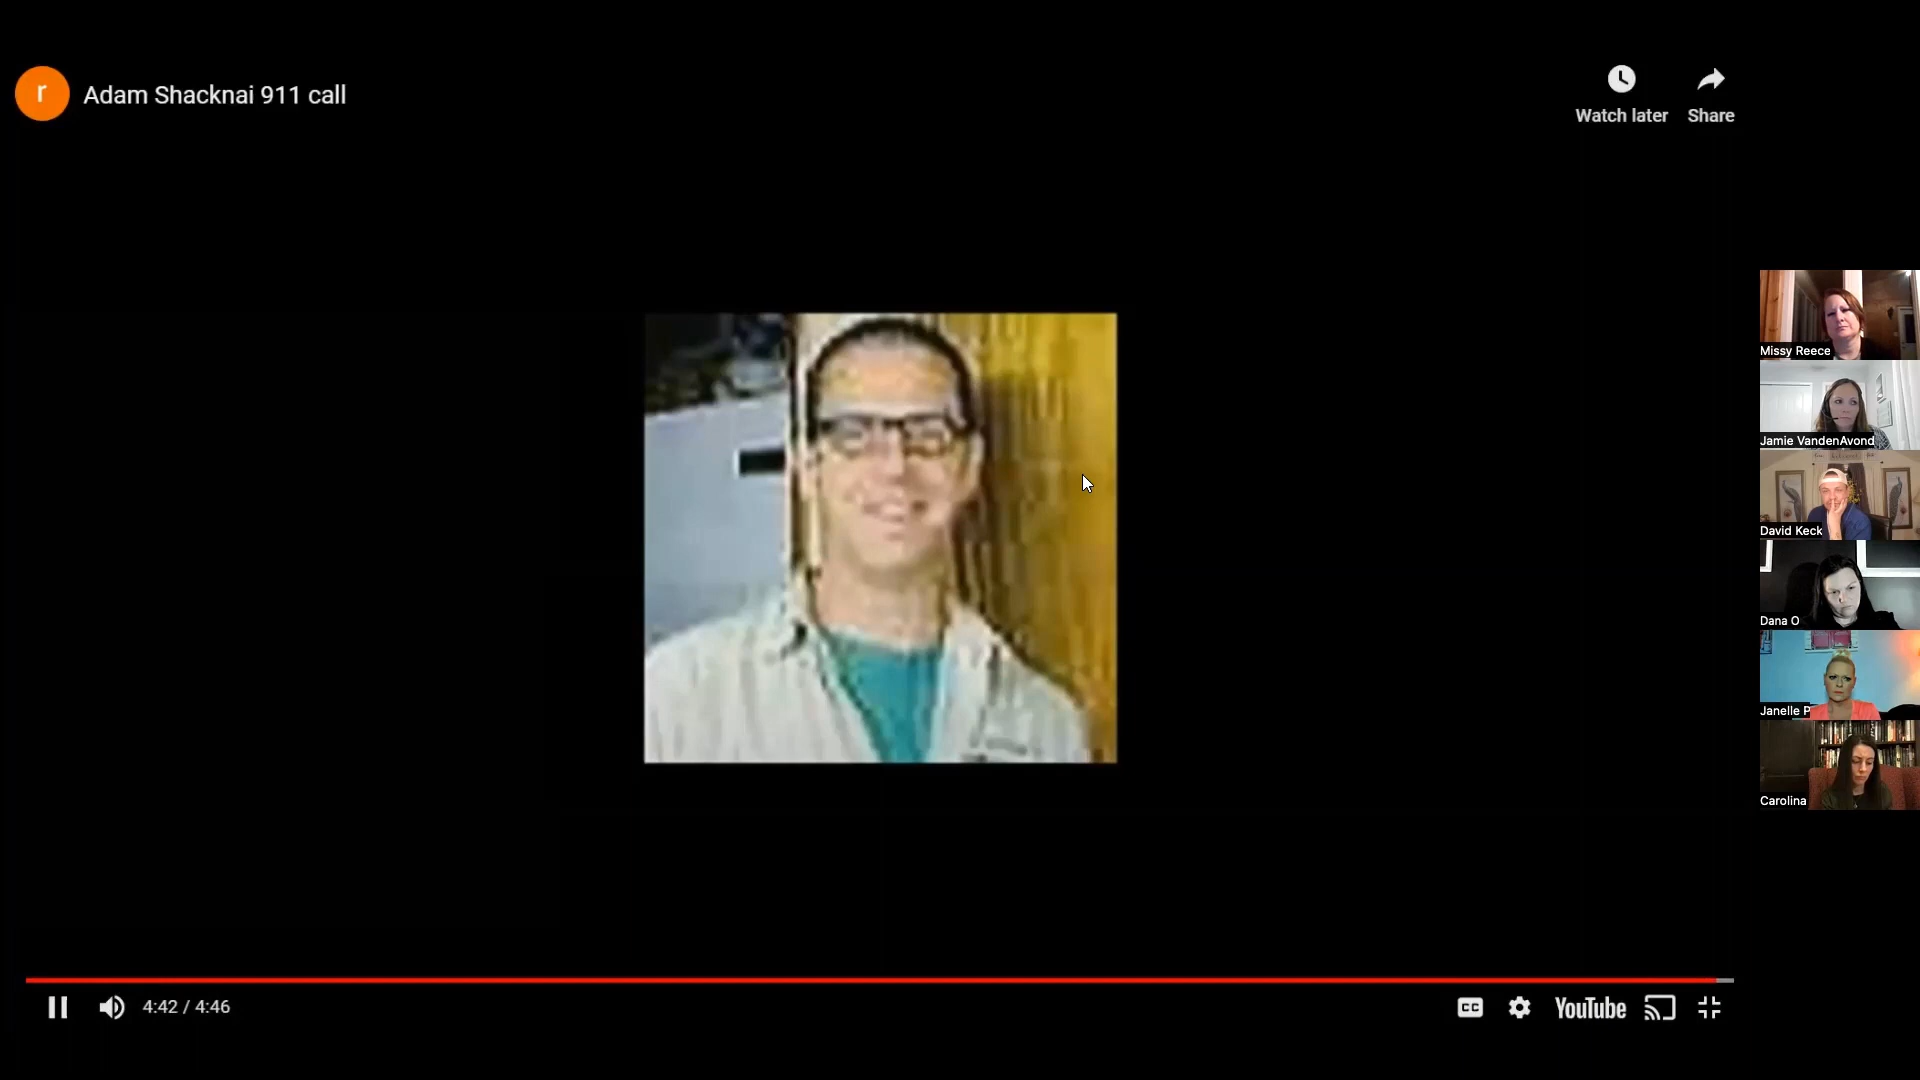 r
Adam Shacknai 911 call
Watch later
Share
Missy Reece
Jamie VandenAvond
David Keck
Dana O
Janelle P
Carolina
4:42 / 4:46
CC
YouTube